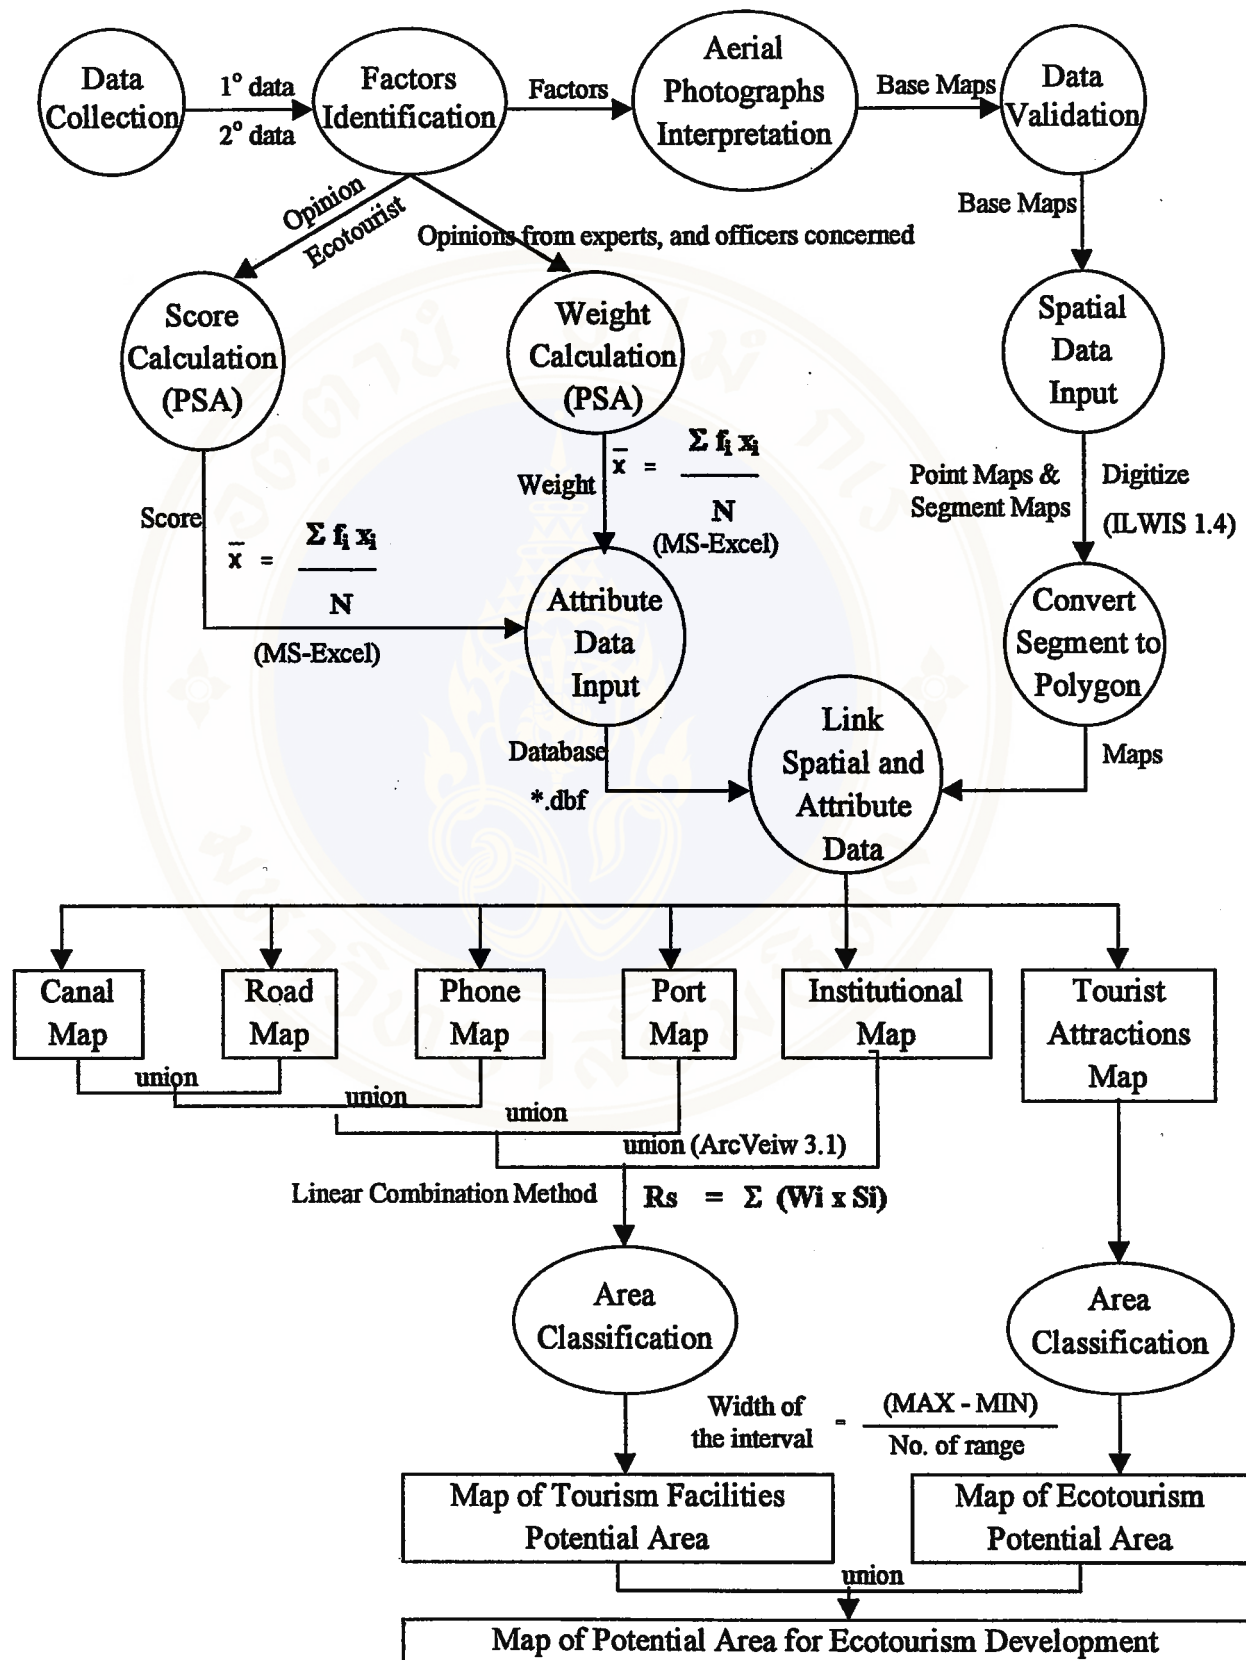 Data
Collection
1° data
2° data
Factors
Identification
Factors
Aerial
Photographs
Interpretation
Base Maps
Data
Validation
Opinion
Ecotourist
Opinions from experts, and officers concerned
Base Maps
Score
Calculation
(PSA)
Weight
Calculation
(PSA)
Spatial
Data
Input
Score
x̄ = Σ fᵢ xᵢ
N
(MS-Excel)
Weight
x̄ = Σ fᵢ xᵢ
N
(MS-Excel)
Point Maps &
Segment Maps
Digitize
(ILWIS 1.4)
Attribute
Data
Input
Convert
Segment to
Polygon
Database
*.dbf
Link
Spatial and
Attribute
Data
Maps
Canal
Map
Road
Map
Phone
Map
Port
Map
Institutional
Map
Tourist
Attractions
Map
union
union
union
union (ArcVeiw 3.1)
Linear Combination Method
Rs = Σ (Wi x Si)
Area
Classification
Area
Classification
Width of
the interval
= (MAX - MIN)
No. of range
Map of Tourism Facilities
Potential Area
Map of Ecotourism
Potential Area
union
Map of Potential Area for Ecotourism Development